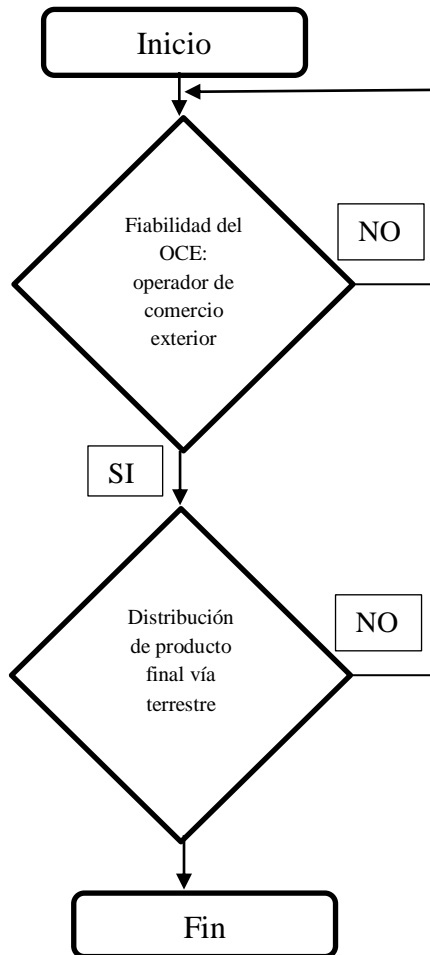 Inicio
Fiabilidad del
OCE:
operador de
comercio
exterior
NO
SI
Distribución
de producto
final vía
terrestre
NO
Fin